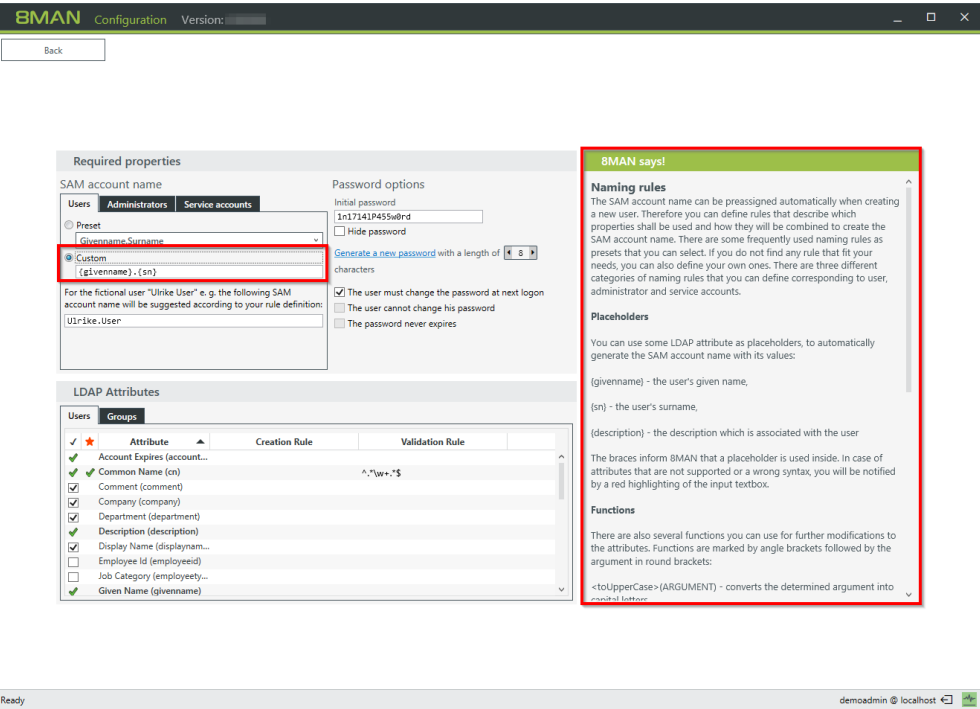 8MAN Configuration Version:
Back
Required properties
SAM account name
Users Administrators Service accounts
Preset
Givenname.Surname
Custom
{givenname}.{sn}
For the fictional user "Ulrike User" e. g. the following SAM
account name will be suggested according to your rule definition:
Ulrike.User
Password options
Initial password
1n17141P455w0rd
Hide password
Generate a new password with a length of 8
characters
The user must change the password at next logon
The user cannot change his password
The password never expires
LDAP Attributes
Users Groups
Attribute Creation Rule Validation Rule
Account Expires (account...
Common Name (cn) ^.*\w+.*$
Comment (comment)
Company (company)
Department (department)
Description (description)
Display Name (displaynam...
Employee Id (employeeid)
Job Category (employeety...
Given Name (givenname)
8MAN says!
Naming rules
The SAM account name can be preassigned automatically when creating
a new user. Therefore you can define rules that describe which
properties shall be used and how they will be combined to create the
SAM account name. There are some frequently used naming rules as
presets that you can select. If you do not find any rule that fit your
needs, you can also define your own ones. There are three different
categories of naming rules that you can define corresponding to user,
administrator and service accounts.
Placeholders
You can use some LDAP attribute as placeholders, to automatically
generate the SAM account name with its values:
{givenname} - the user's given name,
{sn} - the user's surname,
{description} - the description which is associated with the user
The braces inform 8MAN that a placeholder is used inside. In case of
attributes that are not supported or a wrong syntax, you will be notified
by a red highlighting of the input textbox.
Functions
There are also several functions you can use for further modifications to
the attributes. Functions are marked by angle brackets followed by the
argument in round brackets:
<toUpperCase>(ARGUMENT) - converts the determined argument into
capital letters
Ready
demoadmin @ localhost